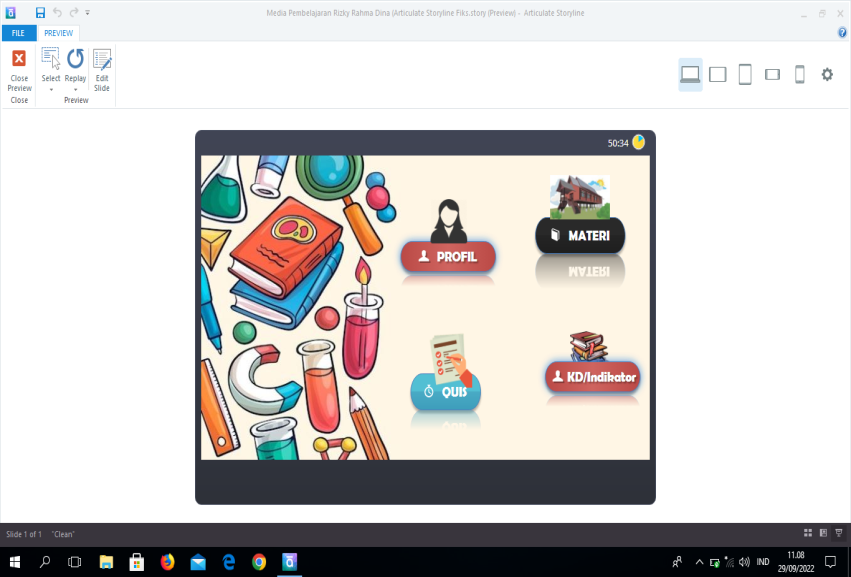 Media Pembelajaran Rizky Rahma Dina (Articulate Storyline Fiks.story (Preview) - Articulate Storyline
FILE
PREVIEW
Close Preview
Select
Replay
Edit Slide
Close
Preview
50:34
PROFIL
MATERI
QUIS
KD/Indikator
Slide 1 of 1
"Clean"
IND
11.08
29/09/2022